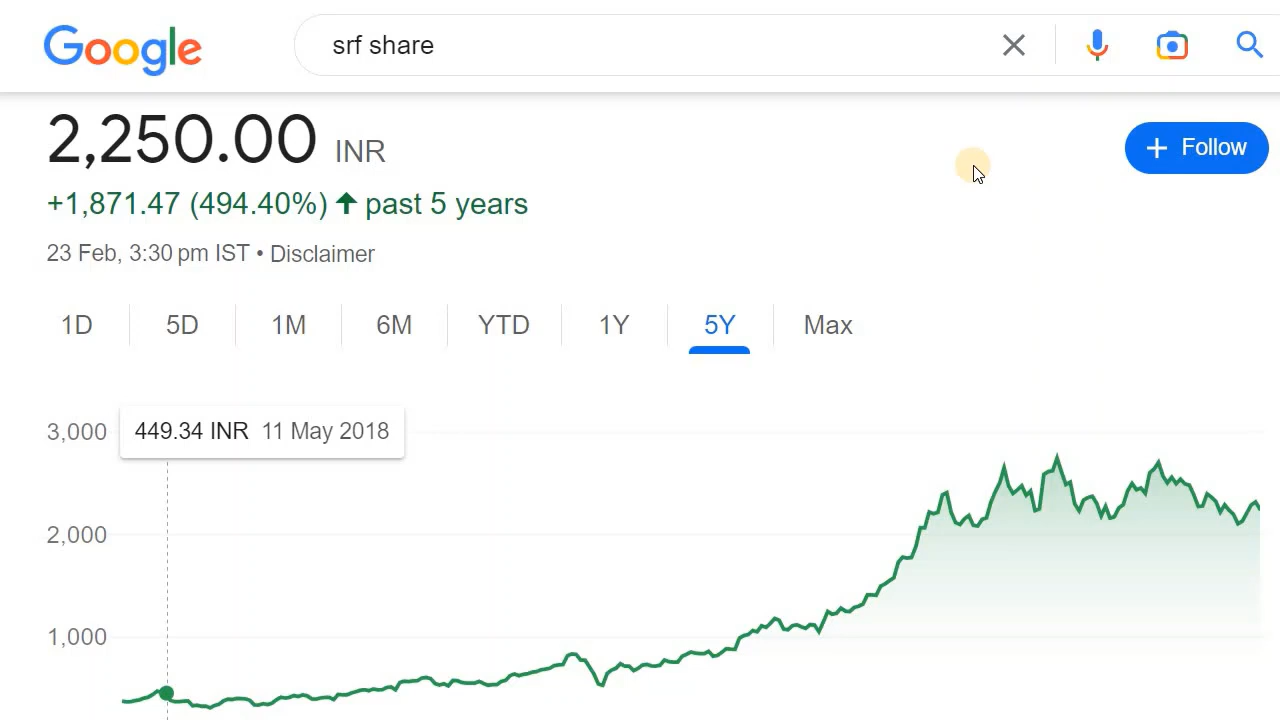 Google
srf share
2,250.00 INR
+ Follow
+1,871.47 (494.40%) ↑ past 5 years
23 Feb, 3:30 pm IST • Disclaimer
1D 5D 1M 6M YTD 1Y 5Y Max
3,000
449.34 INR 11 May 2018
2,000
1,000